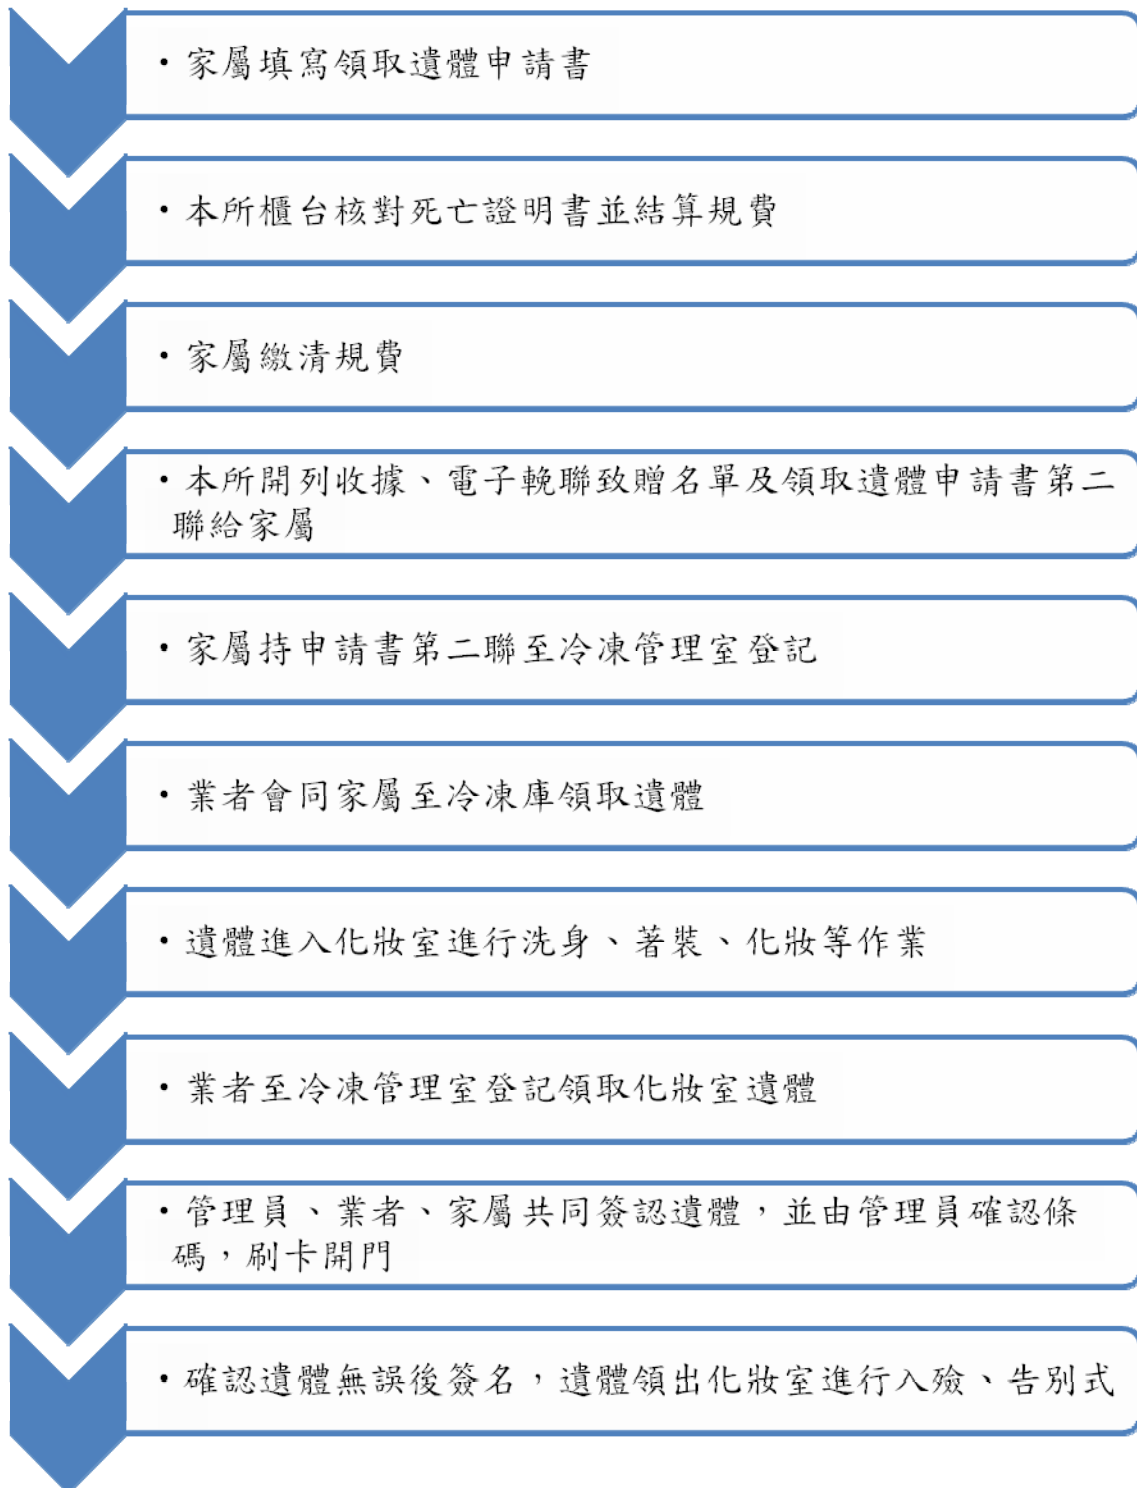 ・家屬填寫領取遺體申請書
・本所櫃台核對死亡證明書並結算規費
・家屬繳清規費
・本所開列收據、電子輓聯致贈名單及領取遺體申請書第二
聯給家屬
・家屬持申請書第二聯至冷凍管理室登記
・業者會同家屬至冷凍庫領取遺體
・遺體進入化妝室進行洗身、著裝、化妝等作業
・業者至冷凍管理室登記領取化妝室遺體
・管理員、業者、家屬共同簽認遺體，並由管理員確認條
碼，刷卡開門
・確認遺體無誤後簽名，遺體領出化妝室進行入殮、告別式